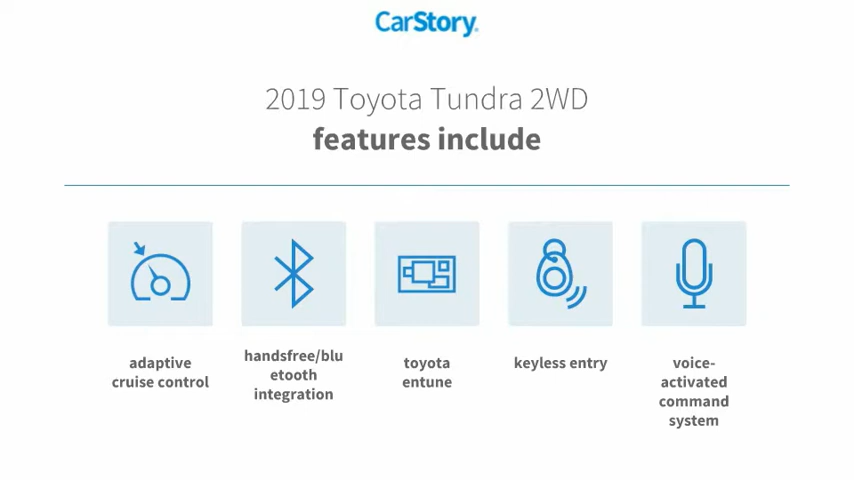 CarStory.
2019 Toyota Tundra 2WD
features include
adaptive
cruise control
handsfree/blu
etooth
integration
toyota
entune
keyless entry
voice-
activated
command
system